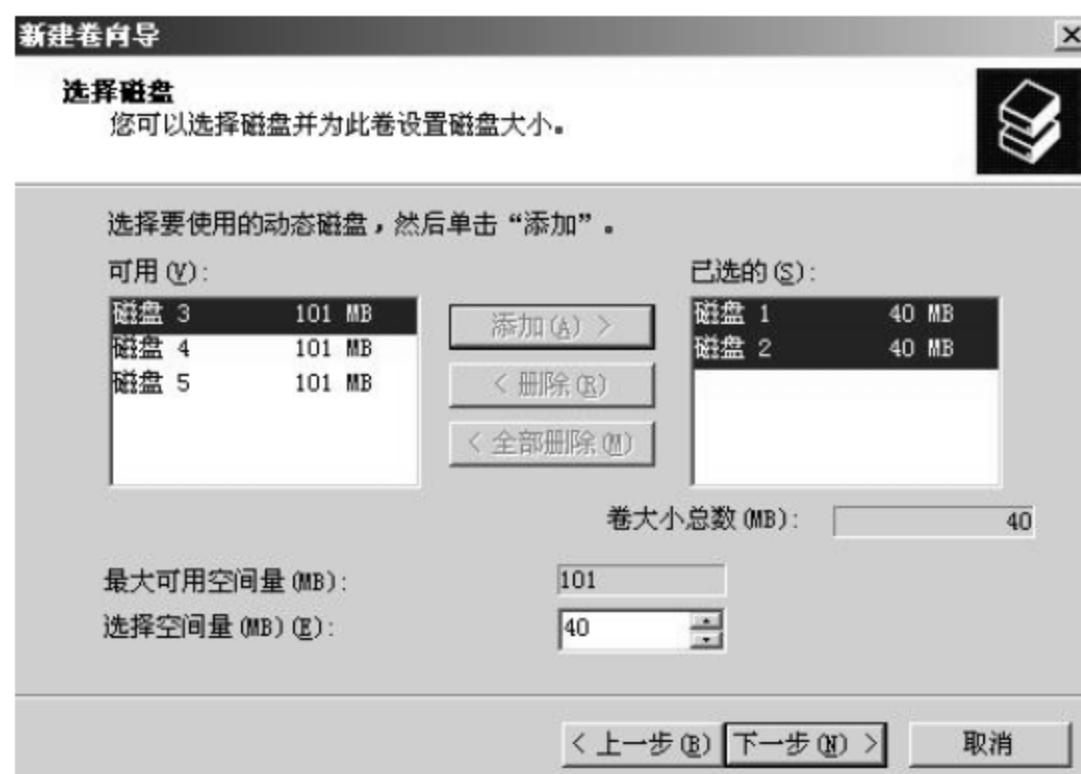 新建卷向导
选择磁盘
您可以选择磁盘并为此卷设置磁盘大小。
选择要使用的动态磁盘，然后单击“添加”。
可用(V):
已选的(S):
磁盘 3 101 MB
磁盘 4 101 MB
磁盘 5 101 MB
添加(A) >
< 删除(R)
< 全部删除(M)
磁盘 1 40 MB
磁盘 2 40 MB
卷大小总数(MB): 40
最大可用空间量(MB): 101
选择空间量(MB)(E): 40
< 上一步(B) 下一步(N) > 取消